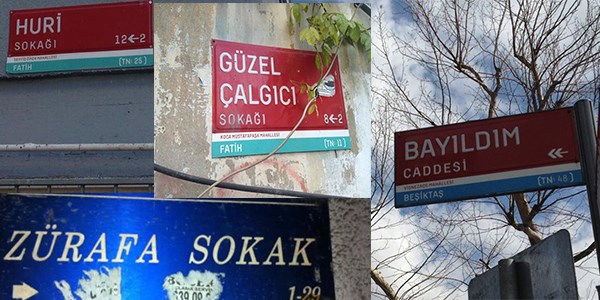 HURİ
SOKAĞI
12←2
FATİH
(TN: 25)
GÜZEL
ÇALGICI
SOKAĞI
8←2
KOCA MUSTAFAPAŞA MAHALLESİ
FATİH
(TN: 11)
BAYILDIM
CADDESİ
MAHALLESİ
BEŞİKTAŞ
(TN: 48)
ZÜRAFA SOKAK
1-29